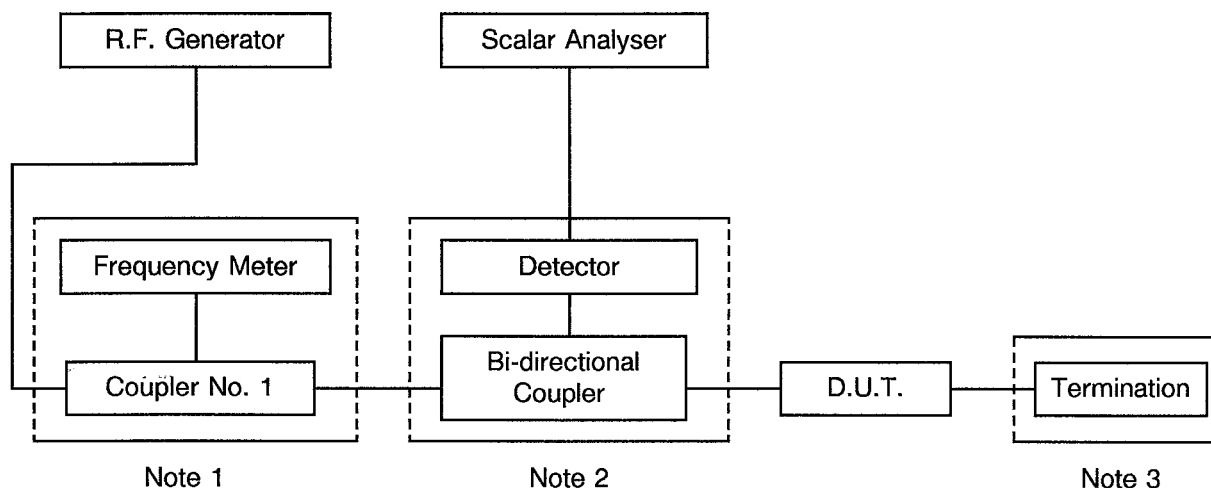 R.F. Generator
Scalar Analyser
Frequency Meter
Detector
Coupler No. 1
Bi-directional
Coupler
D.U.T.
Termination
Note 1
Note 2
Note 3